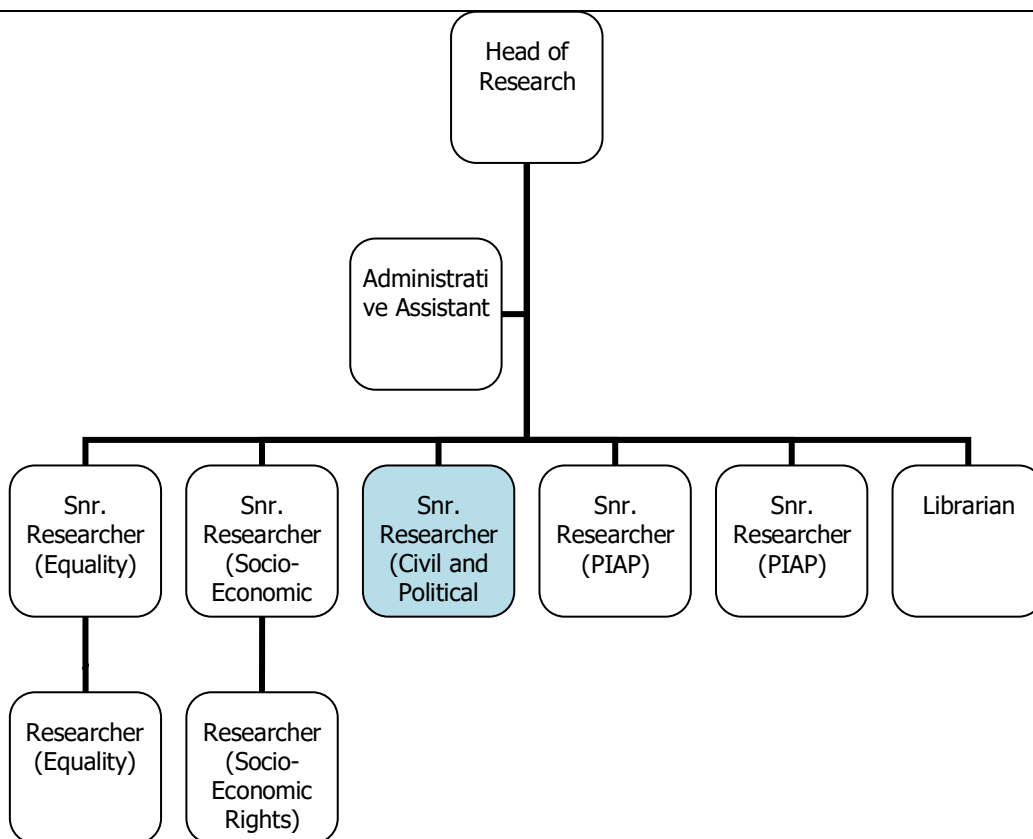 Head of
Research
Administrati
ve Assistant
Snr.
Researcher
(Equality)
Snr.
Researcher
(Socio-
Economic
Snr.
Researcher
(Civil and
Political
Snr.
Researcher
(PIAP)
Snr.
Researcher
(PIAP)
Librarian
Researcher
(Equality)
Researcher
(Socio-
Economic
Rights)